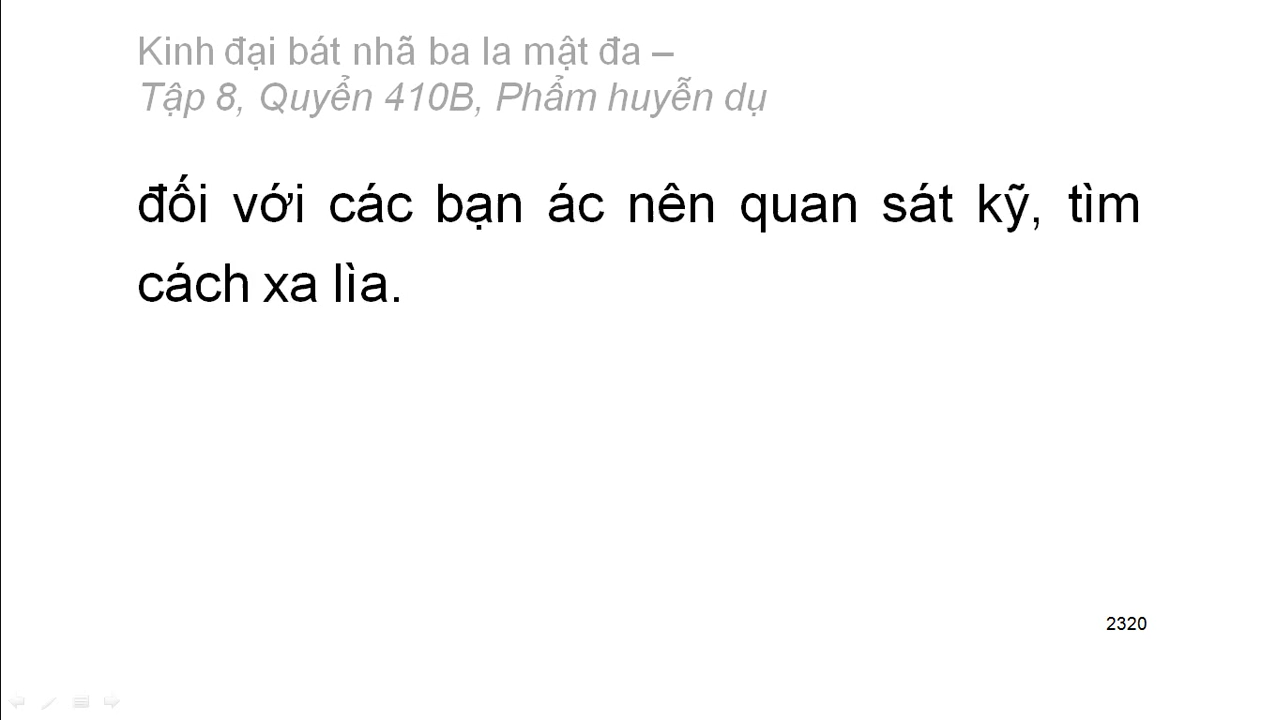 Kinh đại bát nhã ba la mật đa –
Tập 8, Quyển 410B, Phẩm huyễn dụ
đối với các bạn ác nên quan sát kỹ, tìm
cách xa lìa.
2320